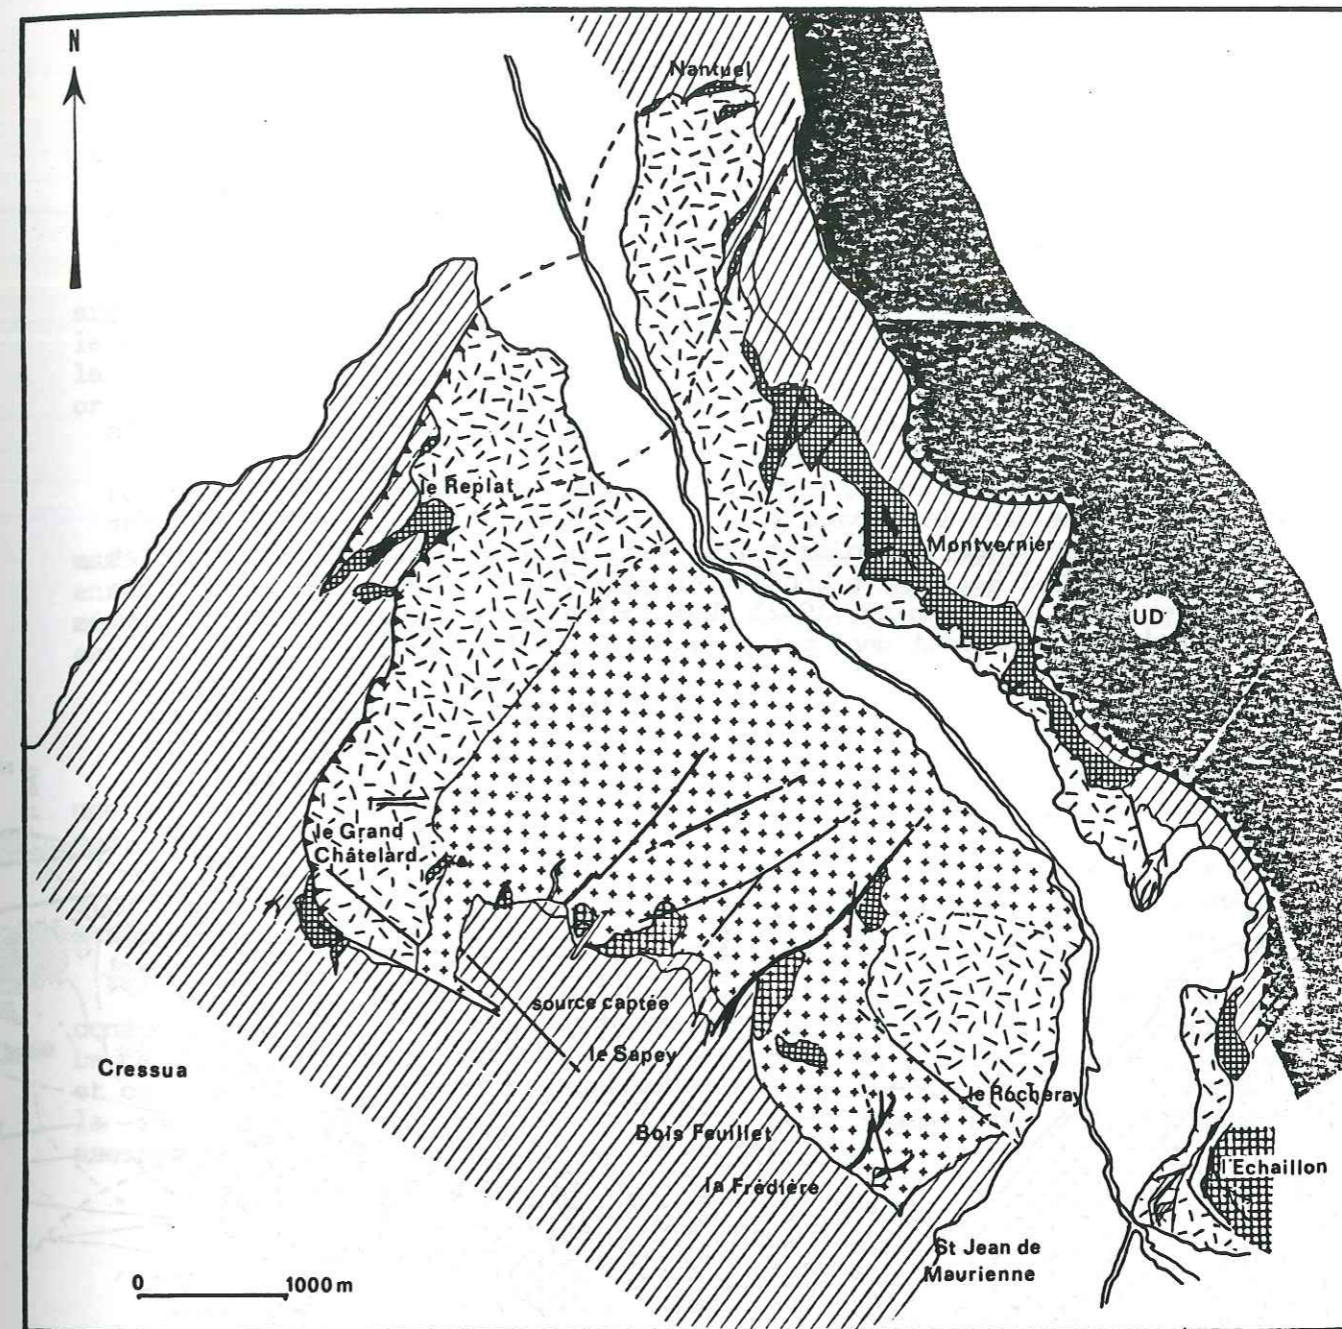 N
Nantuel
le Replat
Montvernier
UD
le Grand
Châtelard
source captée
le Sapey
Cressua
le Rocheray
Bois Feuillet
l'Echaillon
la Frédière
St Jean de
Maurienne
0 1000 m